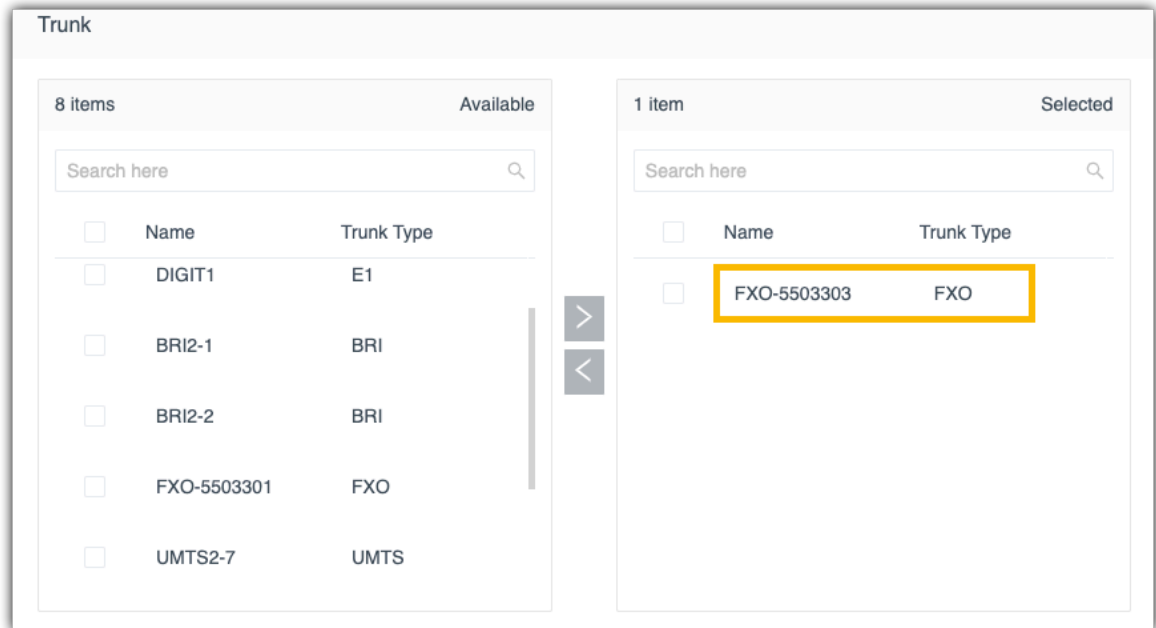 Trunk
8 items Available
Search here
Name Trunk Type
DIGIT1 E1
BRI2-1 BRI
BRI2-2 BRI
FXO-5503301 FXO
UMTS2-7 UMTS
1 item Selected
Search here
Name Trunk Type
FXO-5503303 FXO